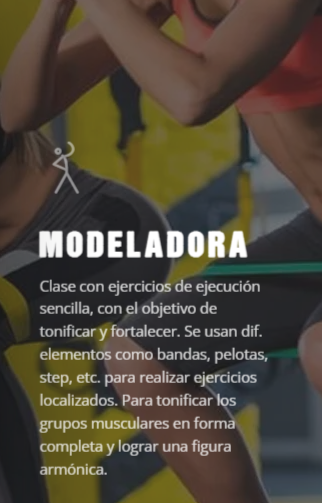 MODELADORA
Clase con ejercicios de ejecución
sencilla, con el objetivo de
tonificar y fortalecer. Se usan dif.
elementos como bandas, pelotas,
step, etc. para realizar ejercicios
localizados. Para tonificar los
grupos musculares en forma
completa y lograr una figura
armónica.